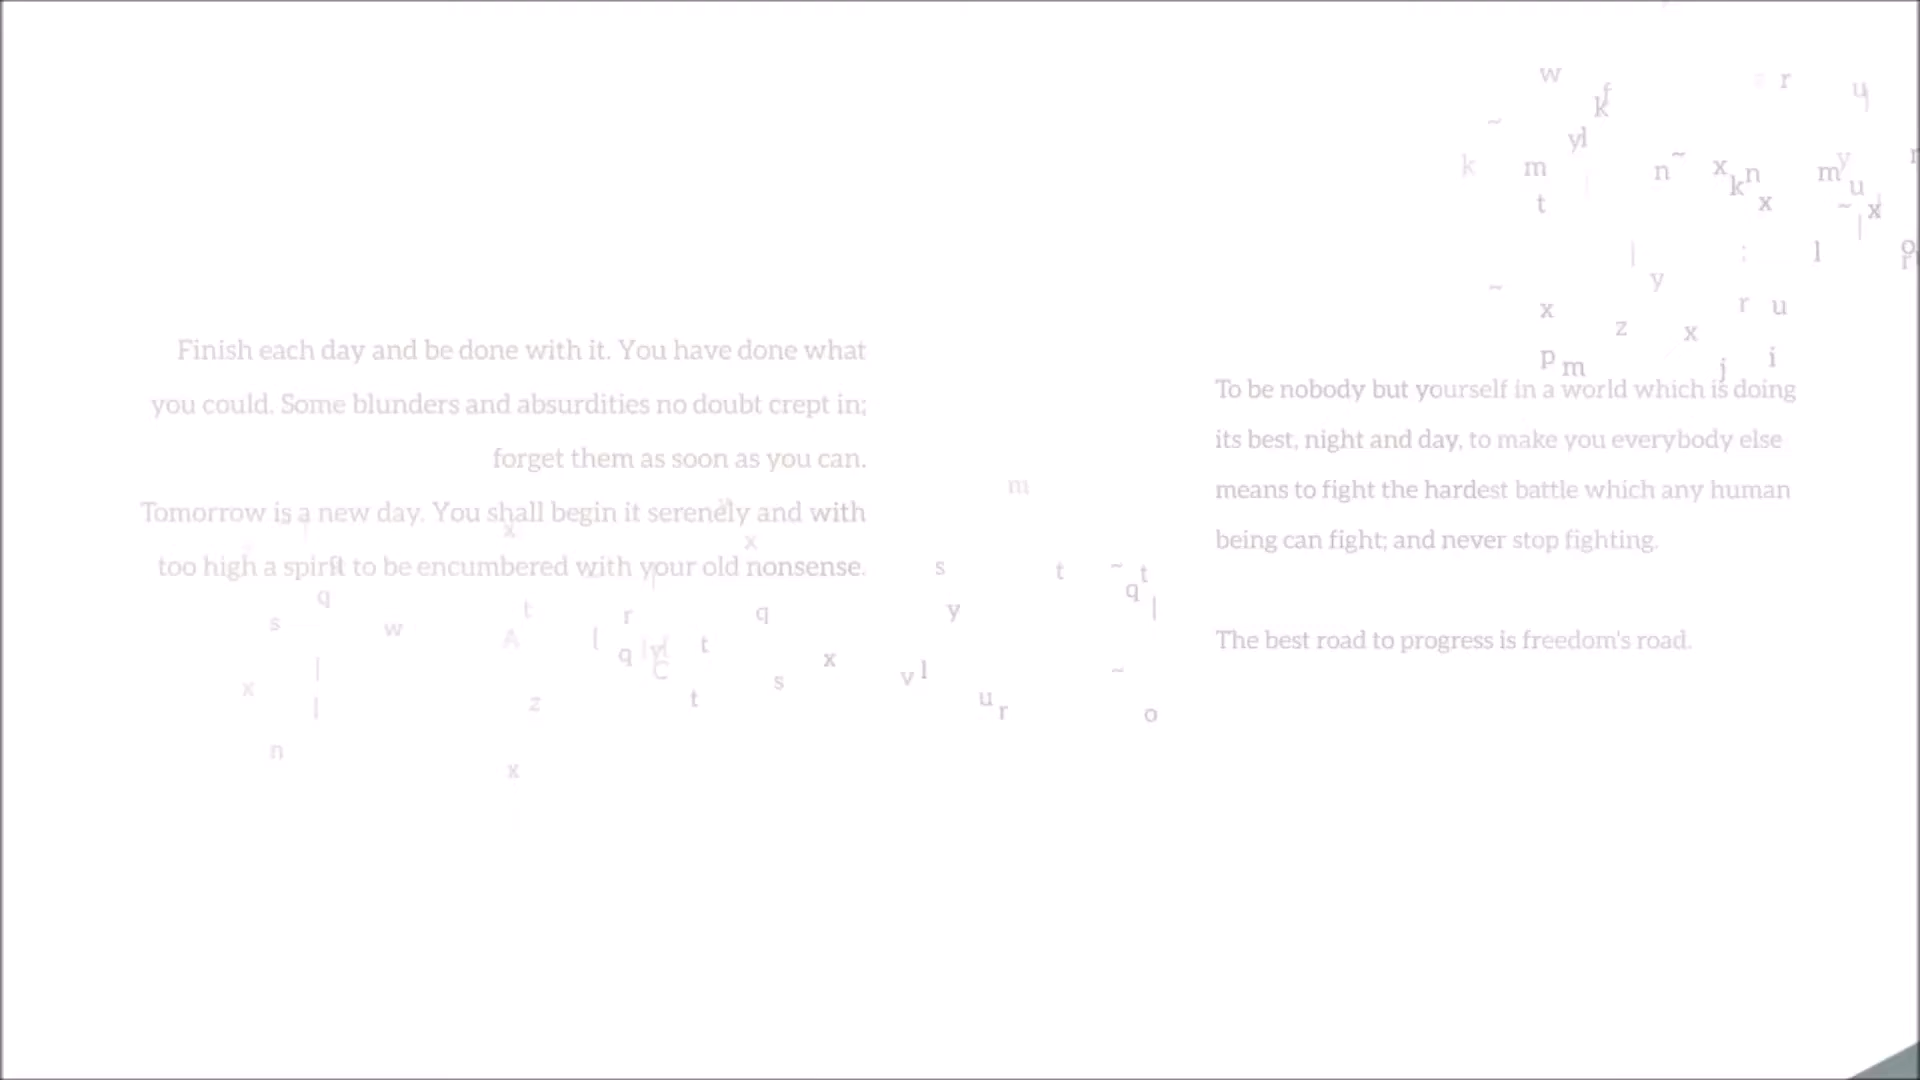 Finish each day and be done with it. You have done what
you could. Some blunders and absurdities no doubt crept in;
forget them as soon as you can.
Tomorrow is a new day. You shall begin it serenely and with
too high a spirit to be encumbered with your old nonsense.
To be nobody but yourself in a world which is doing
its best, night and day, to make you everybody else
means to fight the hardest battle which any human
being can fight; and never stop fighting.
The best road to progress is freedom's road.